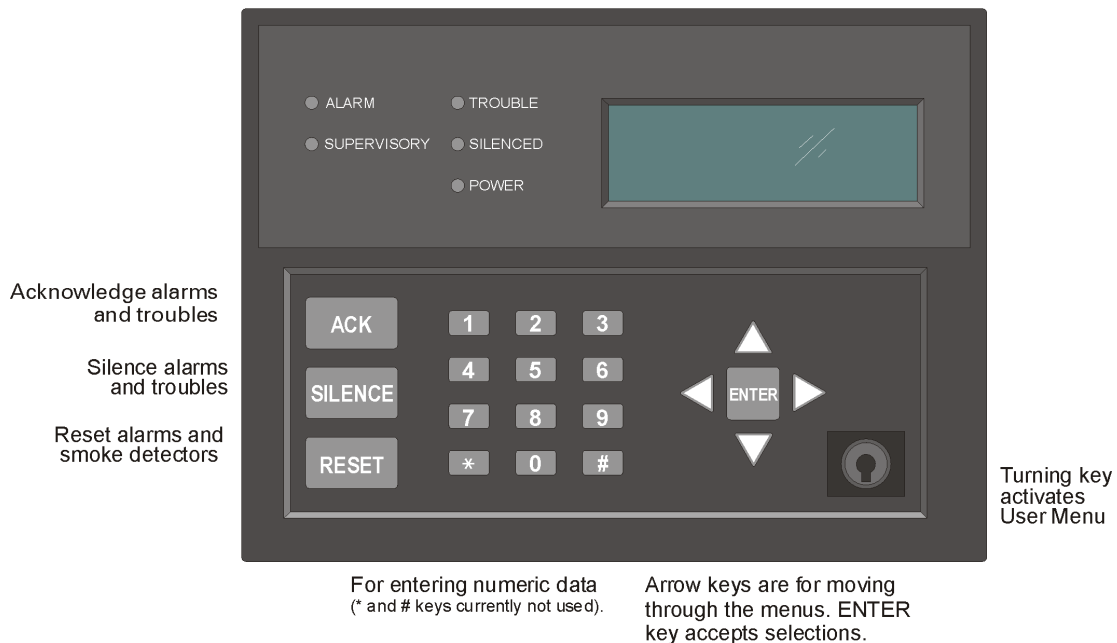 ALARM
TROUBLE
SUPERVISORY
SILENCED
POWER
Acknowledge alarms
and troubles
Silence alarms
and troubles
Reset alarms and
smoke detectors
ACK
SILENCE
RESET
1 2 3
4 5 6
7 8 9
* 0 #
ENTER
Turning key
activates
User Menu
For entering numeric data
(* and # keys currently not used).
Arrow keys are for moving
through the menus. ENTER
key accepts selections.